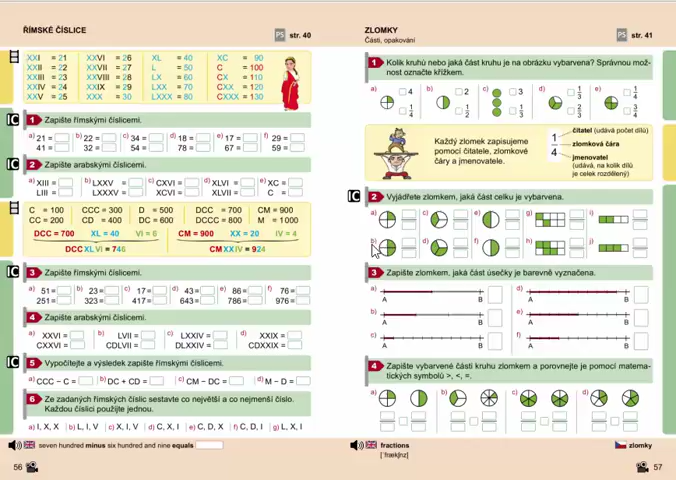 ŘÍMSKÉ ČÍSLICE
PS str. 40
XXI = 21 XXVI = 26 XL = 40 XC = 90
XXII = 22 XXVII = 27 L = 50 C = 100
XXIII = 23 XXVIII = 28 LX = 60 CX = 110
XXIV = 24 XXIX = 29 LXX = 70 CXX = 120
XXV = 25 XXX = 30 LXXX = 80 CXXX = 130
1 Zapište římskými číslicemi.
a) 21 = b) 22 = c) 34 = d) 18 = e) 17 = f) 29 =
41 = 32 = 54 = 78 = 67 = 59 =
2 Zapište arabskými číslicemi.
a) XIII = b) LXXV = c) CXVI = d) XLVI = e) XC =
LIII = LXXXV = XCVI = XLVII = C =
C = 100 CCC = 300 D = 500 DCC = 700 CM = 900
CC = 200 CD = 400 DC = 600 DCCC = 800 M = 1000
DCC = 700 XL = 40 VI = 6 CM = 900 XX = 20 IV = 4
DCC XL VI = 746 CM XX IV = 924
3 Zapište římskými číslicemi.
a) 51 = b) 23 = c) 17 = d) 43 = e) 86 = f) 76 =
251 = 323 = 417 = 643 = 786 = 976 =
4 Zapište arabskými číslicemi.
a) XXVI = b) LVII = c) LXXIV = d) XXIX =
CXXVI = CDLVII = DLXXIV = CDXXIX =
5 Vypočítejte a výsledek zapište římskými číslicemi.
a) CCC – C = b) DC + CD = c) CM – DC = d) M – D =
6 Ze zadaných římských číslic sestavte co největší a co nejmenší číslo.
Každou číslici použijte jednou.
a) I, X, X b) L, I, V c) X, I, V d) C, X, I e) C, D, X f) C, D, I g) L, X, I
seven hundred minus six hundred and nine equals
56
ZLOMKY
Části, opakování
PS str. 41
1 Kolik kruhů nebo jaká část kruhu je na obrázku vybarvena? Správnou mož-
nost označte křížkem.
a) 4 b) 2 c) 3 d) 1/3 e) 1/4
1/4 1/2 1/3 2/3 3/4
Každý zlomek zapisujeme
pomocí čitatele, zlomkové
čáry a jmenovatele.
1/4
čitatel (udává počet dílů)
zlomková čára
jmenovatel
(udává, na kolik dílů
je celek rozdělený)
2 Vyjádřete zlomkem, jaká část celku je vybarvena.
a) c) e) g) i)
b) d) f) h) j)
3 Zapište zlomkem, jaká část úsečky je barevně vyznačena.
a) A B d) A B
b) A B e) A B
c) A B f) A B
4 Zapište vybarvené části kruhu zlomkem a porovnejte je pomocí matema-
tických symbolů >, <, =.
a) b) c) d)
fractions
[ˈfrækʃnz]
zlomky
57